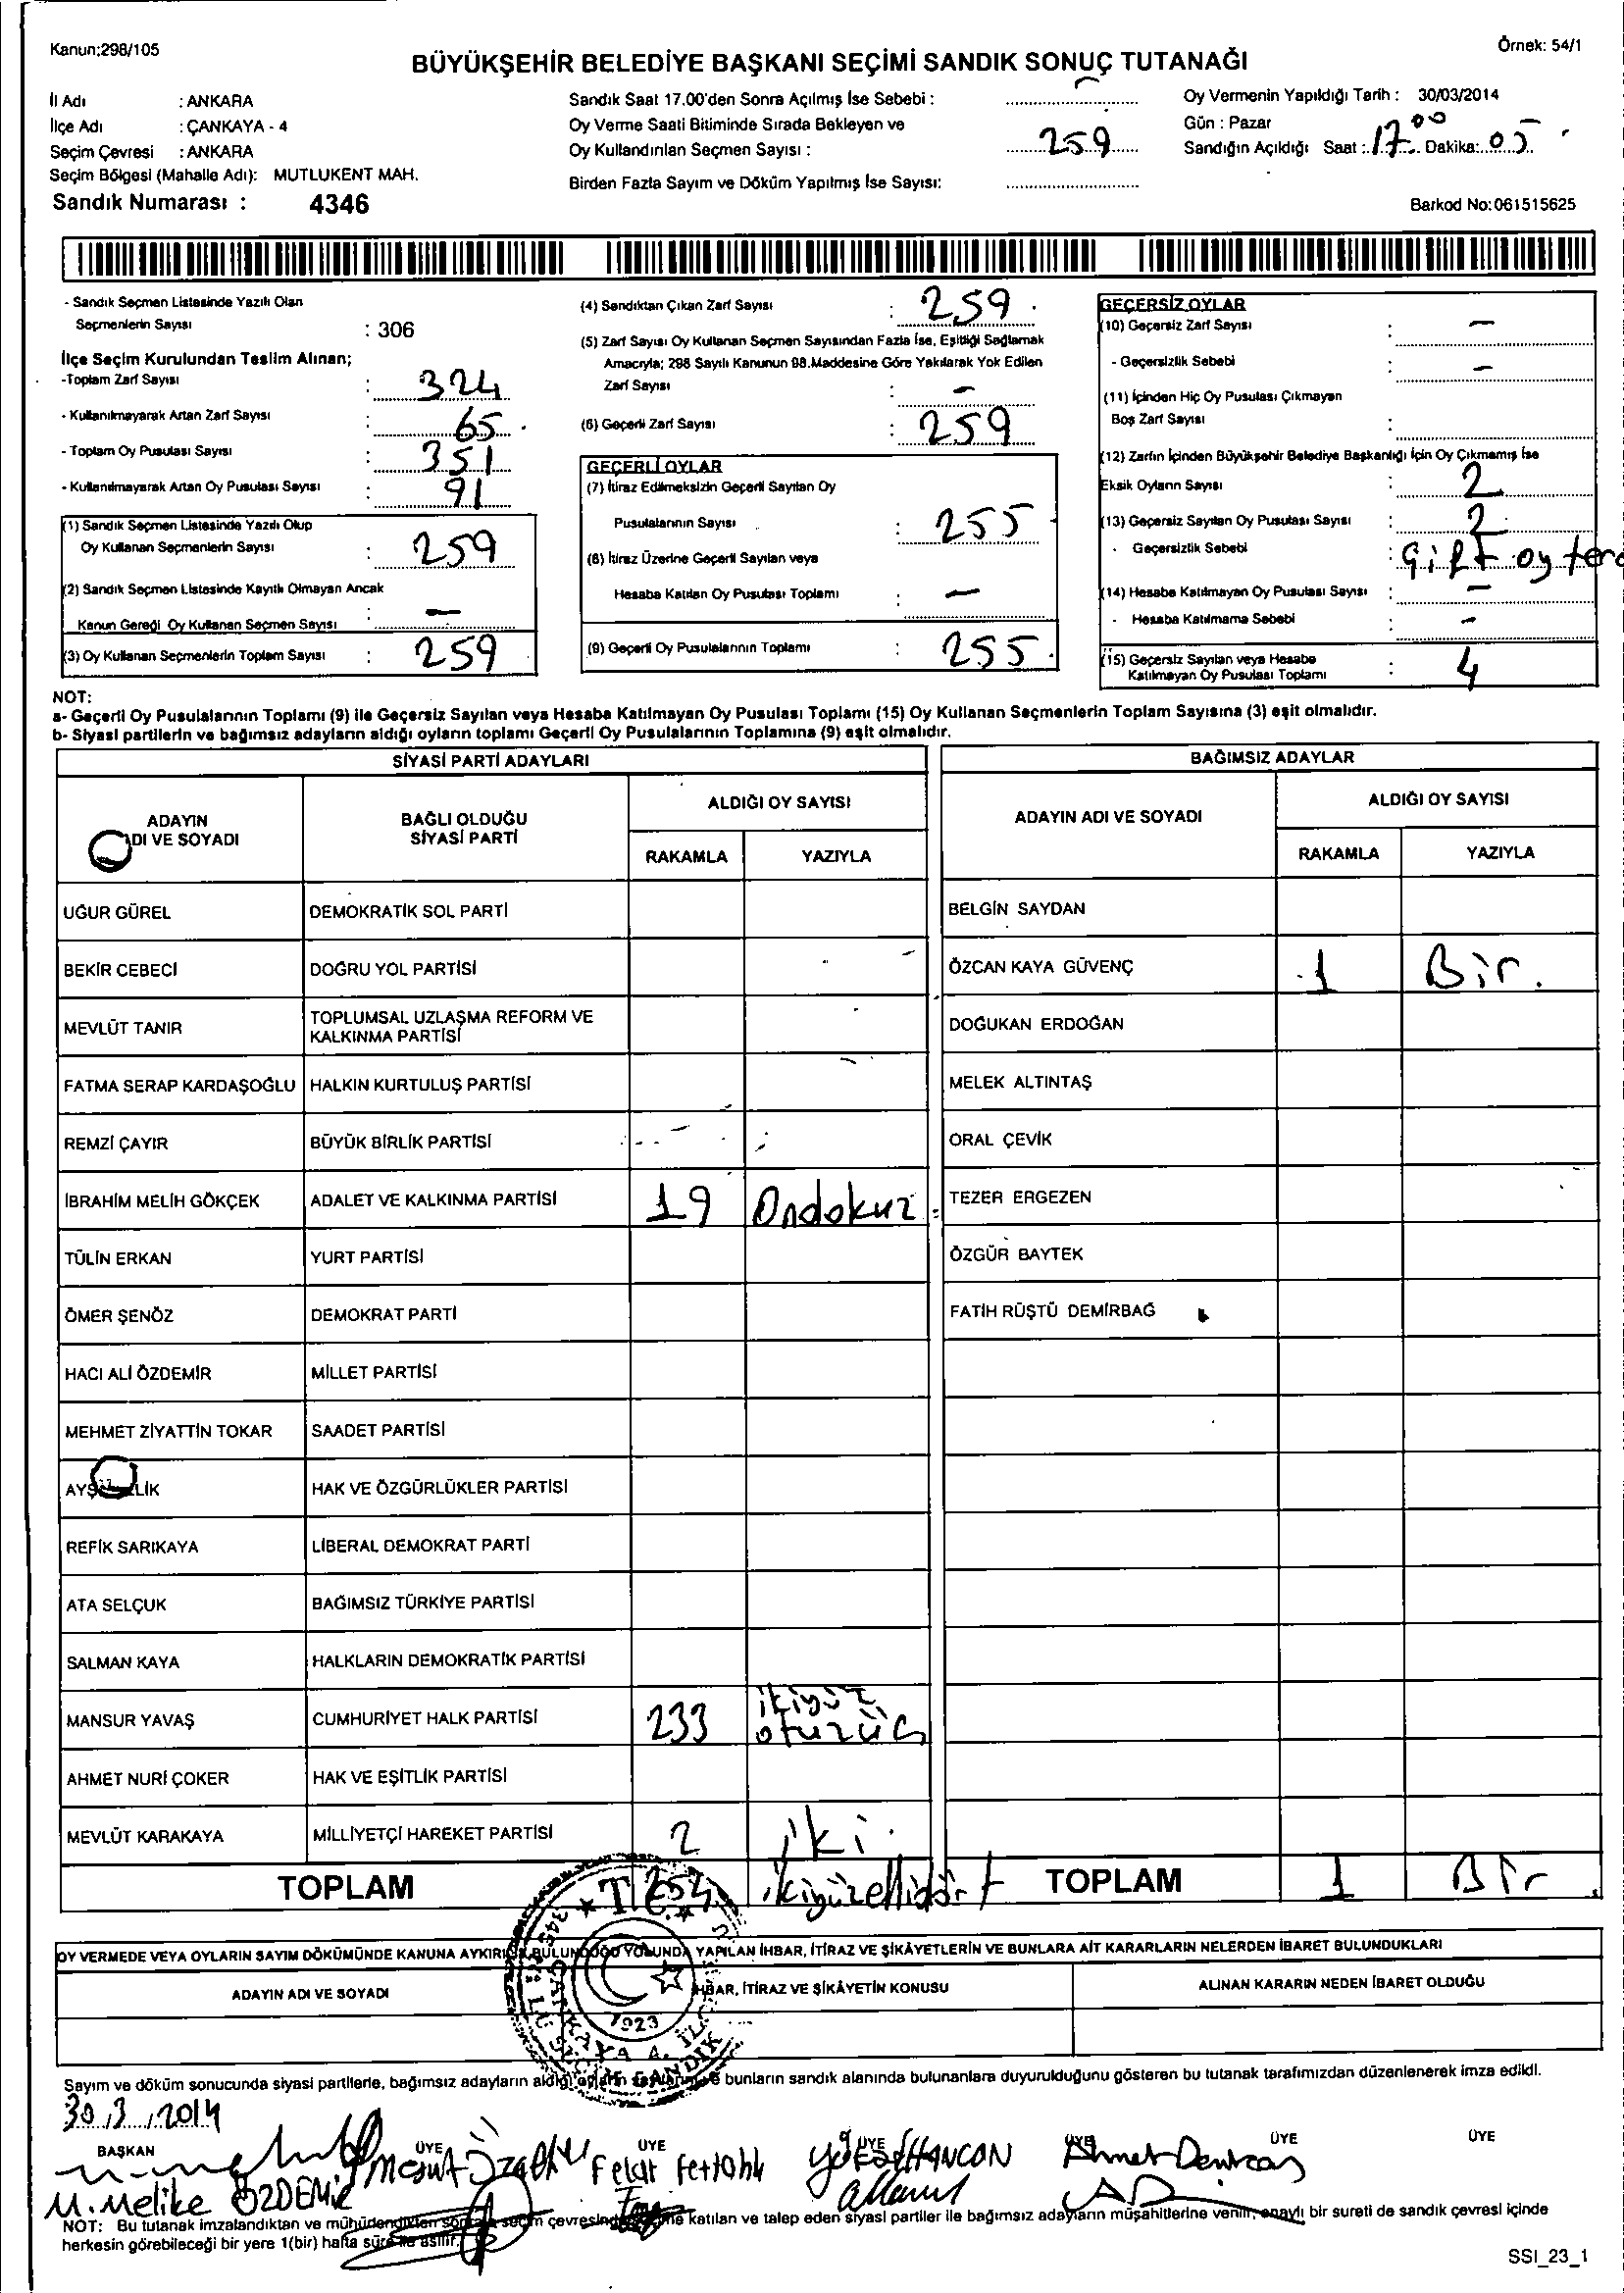 Kanun;298/105
Örnek: 54/1
BÜYÜKŞEHİR BELEDİYE BAŞKANI SEÇİMİ SANDIK SONUÇ TUTANAĞI
İl Adı : ANKARA
İlçe Adı : ÇANKAYA - 4
Seçim Çevresi : ANKARA
Seçim Bölgesi (Mahalle Adı): MUTLUKENT MAH.
Sandık Numarası : 4346
Sandık Saat 17.00'den Sonra Açılmış İse Sebebi :
Oy Verme Saati Bitiminde Sırada Bekleyen ve
Oy Kullandırılan Seçmen Sayısı : 259
Birden Fazla Sayım ve Döküm Yapılmış İse Sayısı:
Oy Vermenin Yapıldığı Tarih : 30/03/2014
Gün : Pazar
Sandığın Açıldığı Saat : 17 00 Dakika: 05
Barkod No:061515625
- Sandık Seçmen Listesinde Yazılı Olan
Seçmenlerin Sayısı : 306
İlçe Seçim Kurulundan Teslim Alınan;
-Toplam Zarf Sayısı : 324
- Kullanılmayarak Artan Zarf Sayısı : 65
- Toplam Oy Pusulası Sayısı : 351
- Kullanılmayarak Artan Oy Pusulası Sayısı : 91
(1) Sandık Seçmen Listesinde Yazılı Olup
Oy Kullanan Seçmenlerin Sayısı : 259
(2) Sandık Seçmen Listesinde Kayıtlı Olmayan Ancak
Kanun Gereği Oy Kullanan Seçmen Sayısı : —
(3) Oy Kullanan Seçmenlerin Toplam Sayısı : 259
(4) Sandıktan Çıkan Zarf Sayısı : 259
(5) Zarf Sayısı Oy Kullanan Seçmen Sayısından Fazla İse, Eşitliği Sağlamak
Amacıyla; 298 Sayılı Kanunun 98.Maddesine Göre Yakılarak Yok Edilen
Zarf Sayısı : —
(6) Geçerli Zarf Sayısı : 259
GEÇERLİ OYLAR
(7) İtiraz Edilmeksizin Geçerli Sayılan Oy
Pusulalarının Sayısı : 255
(8) İtiraz Üzerine Geçerli Sayılan veya
Hesaba Katılan Oy Pusulası Toplamı : —
(9) Geçerli Oy Pusulalarının Toplamı : 255
GEÇERSİZ OYLAR
(10) Geçersiz Zarf Sayısı : —
- Geçersizlik Sebebi : —
(11) İçinden Hiç Oy Pusulası Çıkmayan
Boş Zarf Sayısı :
(12) Zarfın İçinden Büyükşehir Belediye Başkanlığı İçin Oy Çıkmamış İse
Eksik Oyların Sayısı : 2
(13) Geçersiz Sayılan Oy Pusulası Sayısı : 2
- Geçersizlik Sebebi : Çift oy
(14) Hesaba Katılmayan Oy Pusulası Sayısı : —
- Hesaba Katılmama Sebebi : —
(15) Geçersiz Sayılan veya Hesaba
Katılmayan Oy Pusulası Toplamı : 4
NOT:
a- Geçerli Oy Pusulalarının Toplamı (9) ile Geçersiz Sayılan veya Hesaba Katılmayan Oy Pusulası Toplamı (15) Oy Kullanan Seçmenlerin Toplam Sayısına (3) eşit olmalıdır.
b- Siyasi partilerin ve bağımsız adayların aldığı oyların toplamı Geçerli Oy Pusulalarının Toplamına (9) eşit olmalıdır.
SİYASİ PARTİ ADAYLARI
ADAYIN ADI VE SOYADI
BAĞLI OLDUĞU SİYASİ PARTİ
ALDIĞI OY SAYISI
RAKAMLA YAZIYLA
UĞUR GÜREL DEMOKRATİK SOL PARTİ
BEKİR CEBECİ DOĞRU YOL PARTİSİ
MEVLÜT TANIR TOPLUMSAL UZLAŞMA REFORM VE KALKINMA PARTİSİ
FATMA SERAP KARDAŞOĞLU HALKIN KURTULUŞ PARTİSİ
REMZİ ÇAYIR BÜYÜK BİRLİK PARTİSİ
İBRAHİM MELİH GÖKÇEK ADALET VE KALKINMA PARTİSİ 19 Ondokuz
TÜLİN ERKAN YURT PARTİSİ
ÖMER ŞENÖZ DEMOKRAT PARTİ
HACI ALİ ÖZDEMİR MİLLET PARTİSİ
MEHMET ZİYATTİN TOKAR SAADET PARTİSİ
HAK VE ÖZGÜRLÜKLER PARTİSİ
REFİK SARIKAYA LİBERAL DEMOKRAT PARTİ
ATA SELÇUK BAĞIMSIZ TÜRKİYE PARTİSİ
SALMAN KAYA HALKLARIN DEMOKRATİK PARTİSİ
MANSUR YAVAŞ CUMHURİYET HALK PARTİSİ 233 ikiyüz otuzüç
AHMET NURİ ÇOKER HAK VE EŞİTLİK PARTİSİ
MEVLÜT KARAKAYA MİLLİYETÇİ HAREKET PARTİSİ 2 iki
TOPLAM 254 ikiyüzellidört
BAĞIMSIZ ADAYLAR
ADAYIN ADI VE SOYADI
ALDIĞI OY SAYISI
RAKAMLA YAZIYLA
BELGİN SAYDAN
ÖZCAN KAYA GÜVENÇ 1 Bir.
DOĞUKAN ERDOĞAN
MELEK ALTINTAŞ
ORAL ÇEVİK
TEZER ERGEZEN
ÖZGÜR BAYTEK
FATİH RÜŞTÜ DEMİRBAĞ
TOPLAM 1 Bir
OY VERMEDE VEYA OYLARIN SAYIM DÖKÜMÜNDE KANUNA AYKIRILIK BULUNDUĞU YOLUNDA YAPILAN İHBAR, İTİRAZ VE ŞİKÂYETLERİN VE BUNLARA AİT KARARLARIN NELERDEN İBARET BULUNDUKLARI
ADAYIN ADI VE SOYADI
İHBAR, İTİRAZ VE ŞİKÂYETİN KONUSU
ALINAN KARARIN NEDEN İBARET OLDUĞU
T.C.
1923
Sayım ve döküm sonucunda siyasi partilerle, bağımsız adayların aldığı bunların sandık alanında bulunanlara duyurulduğunu gösteren bu tutanak tarafımızdan düzenlenerek imza edildi.
30/3/2014
BAŞKAN ÜYE ÜYE ÜYE ÜYE ÜYE ÜYE
M. Melike ÖZDEMİR
Mesut
Ahmet
NOT: Bu tutanak imzalandıktan ve mühürlendikten sonra seçim çevresinde katılan ve talep eden siyasi partiler ile bağımsız adayların müşahitlerine verilir, onaylı bir sureti de sandık çevresi içinde
herkesin görebileceği bir yere 1(bir) hafta süre ile asılır.
SSI_23_1